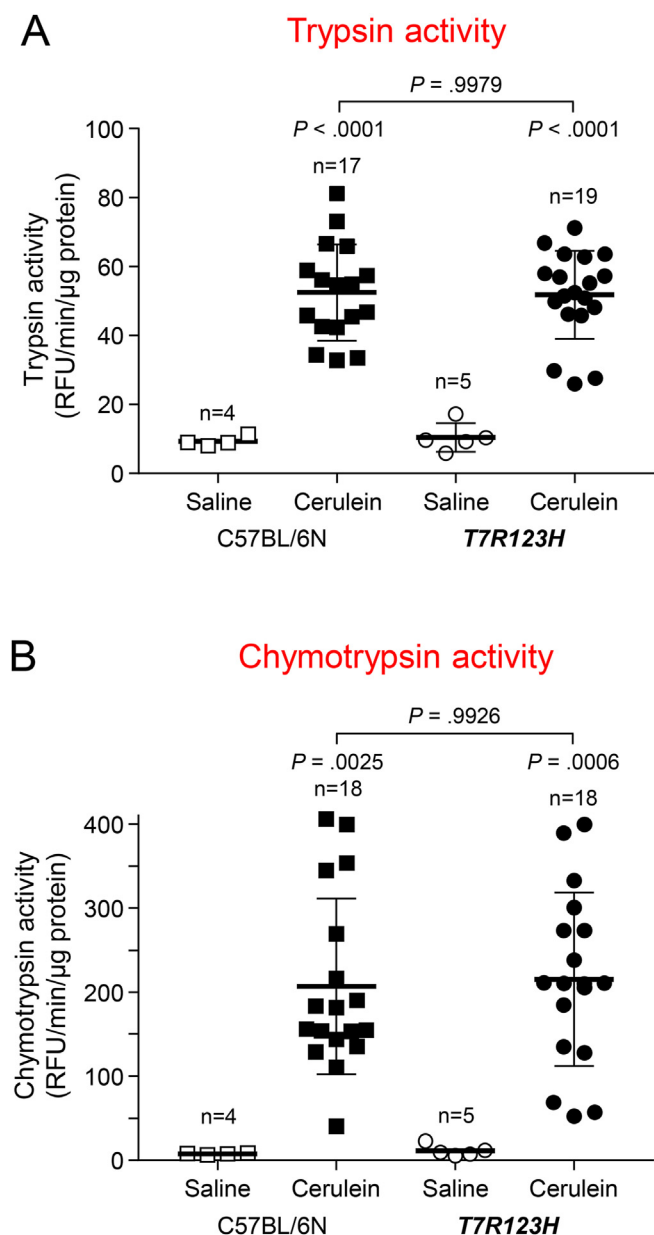 A
Trypsin activity
P = .9979
P < .0001
P < .0001
n=17
n=19
n=5
n=4
Trypsin activity
(RFU/min/µg protein)
100
80
60
40
20
0
Saline
Cerulein
Saline
Cerulein
C57BL/6N
T7R123H
B
Chymotrypsin activity
P = .9926
P = .0025
P = .0006
n=18
n=18
n=4
n=5
Chymotrypsin activity
(RFU/min/µg protein)
400
300
200
100
0
Saline
Cerulein
Saline
Cerulein
C57BL/6N
T7R123H